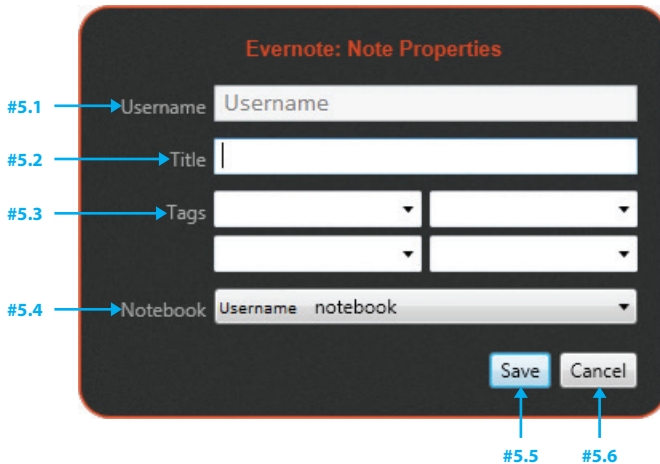 Evernote: Note Properties
#5.1 Username Username
#5.2 Title
#5.3 Tags
#5.4 Notebook Username notebook
Save Cancel
#5.5 #5.6